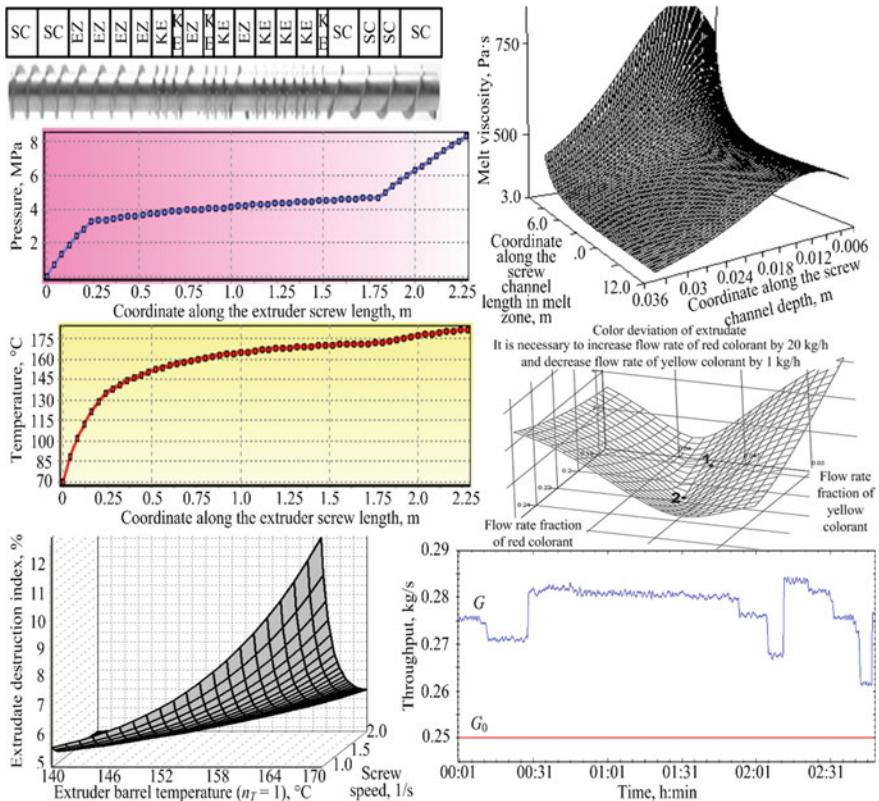 SC SC EZ EZ EZ EZ KE KE EZ KE KE EZ KE KE KE KE SC SC SC SC
Pressure, MPa
8
6
4
2
0 0.25 0.5 0.75 1.0 1.25 1.5 1.75 2.0 2.25
Coordinate along the extruder screw length, m
Temperature, °C
175
160
145
130
115
100
85
70
0 0.25 0.5 0.75 1.0 1.25 1.5 1.75 2.0 2.25
Coordinate along the extruder screw length, m
Extrudate destruction index, %
12
11
10
9
8
7
6
5
140 146 152 158 164 170
1.0 1.5 2.0
Extruder barrel temperature (nT = 1), °C
Screw
speed, 1/s
Melt viscosity, Pa·s
750
500
3.0
6.0
.0
12.0
Coordinate
along the
screw
channel
length in melt
zone, m
0.036 0.03 0.024 0.018 0.012 0.006
Coordinate along the screw
channel depth, m
Color deviation of extrudate
It is necessary to increase flow rate of red colorant by 20 kg/h
and decrease flow rate of yellow colorant by 1 kg/h
1
2
0.22
0.24
0.03
Flow rate fraction
of red colorant
Flow rate
fraction of
yellow
colorant
Throughput, kg/s
0.29
0.28
0.27
0.26
0.25
G
G0
00:01 00:31 01:01 01:31 02:01 02:31
Time, h:min